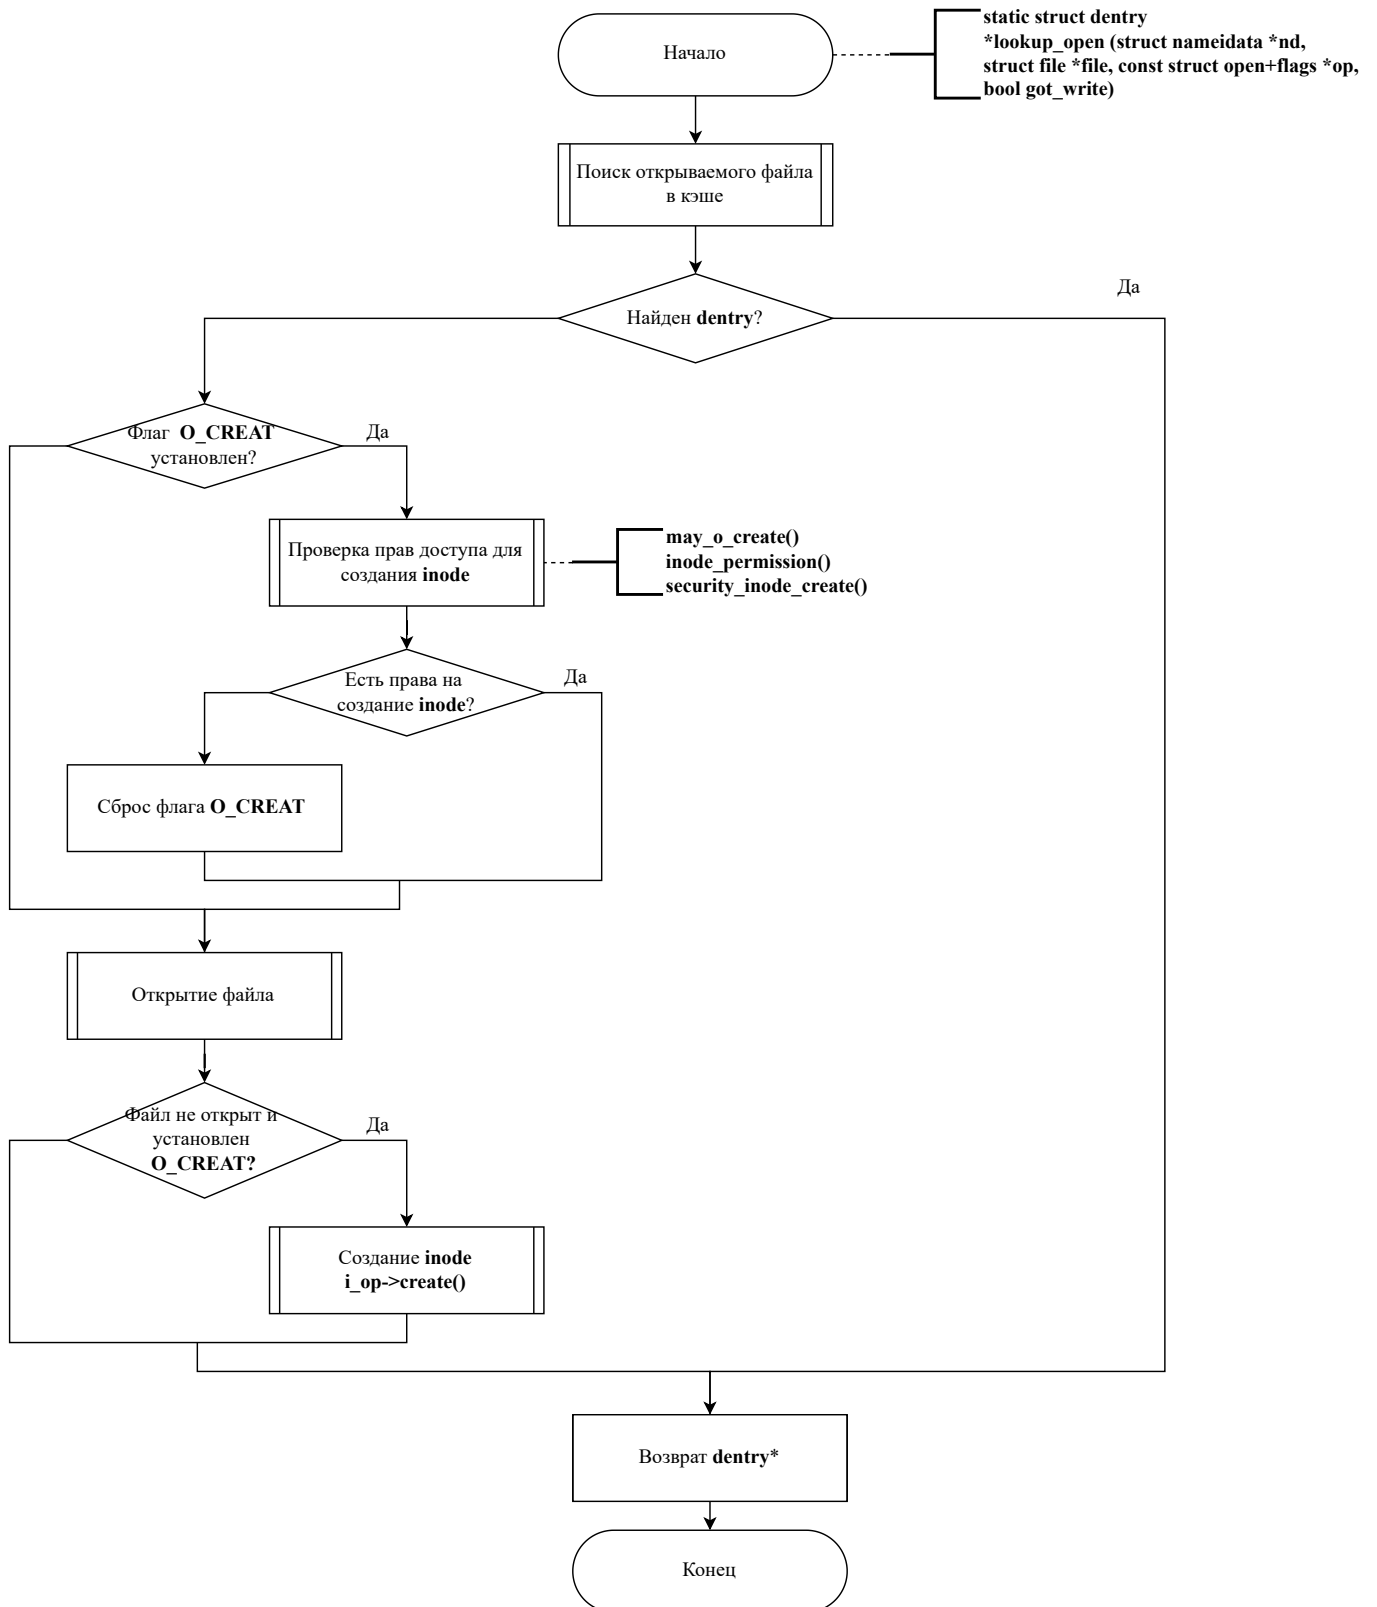 Начало
static struct dentry
*lookup_open (struct nameidata *nd,
struct file *file, const struct open+flags *op,
bool got_write)
Поиск открываемого файла
в кэше
Найден dentry?
Да
Флаг O_CREAT
установлен?
Да
Проверка прав доступа для
создания inode
may_o_create()
inode_permission()
security_inode_create()
Есть права на
создание inode?
Да
Сброс флага O_CREAT
Открытие файла
Файл не открыт и
установлен
O_CREAT?
Да
Создание inode
i_op->create()
Возврат dentry*
Конец